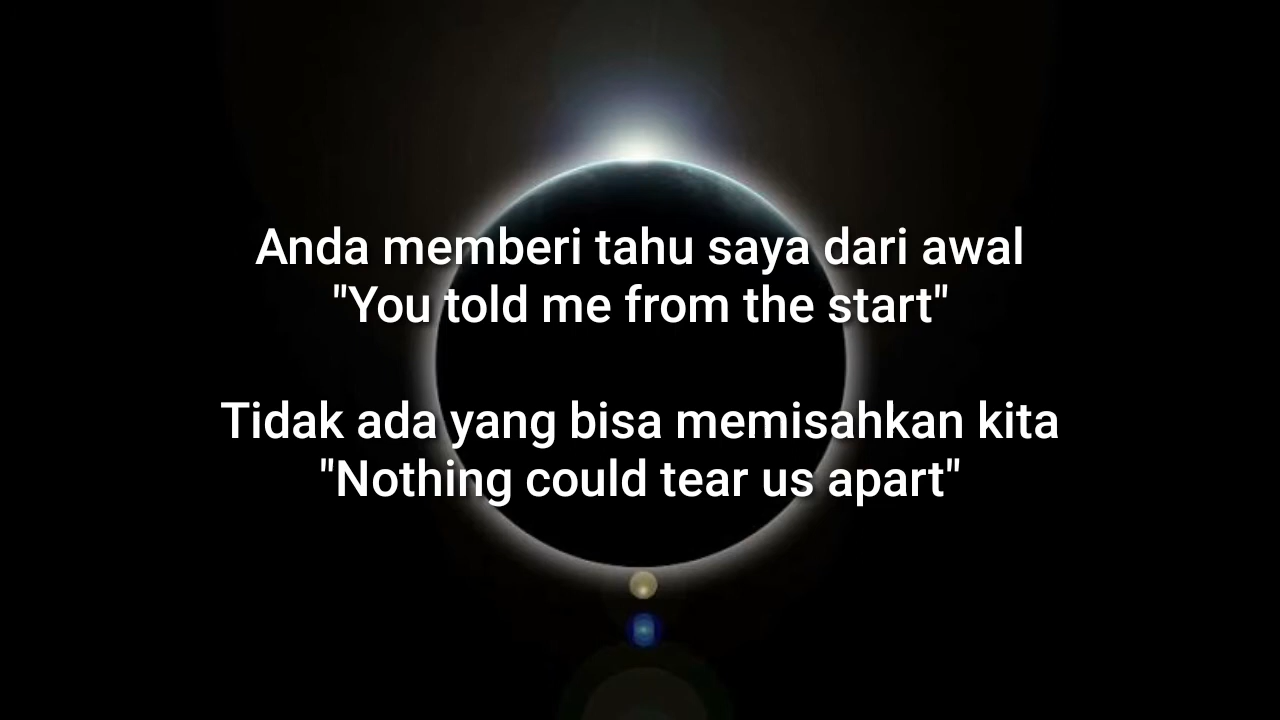 Anda memberi tahu saya dari awal
"You told me from the start"
Tidak ada yang bisa memisahkan kita
"Nothing could tear us apart"